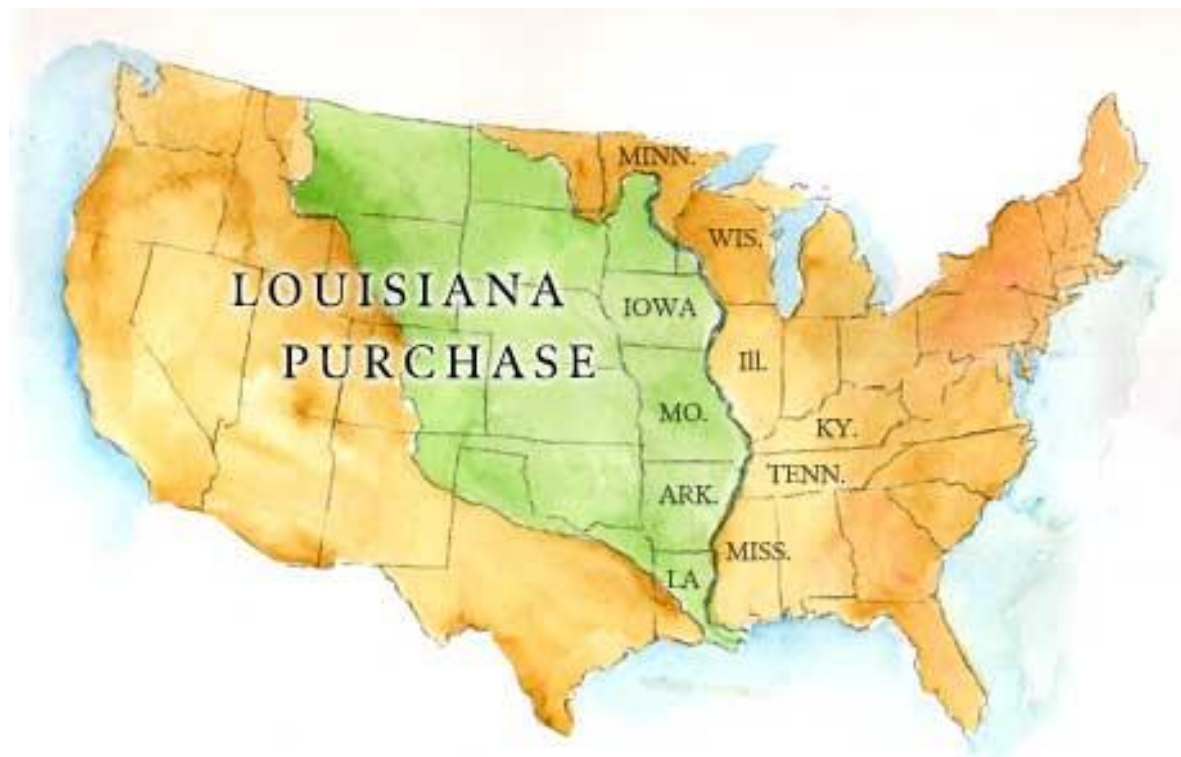 MINN.
WIS.
LOUISIANA
IOWA
PURCHASE
Ill.
MO.
KY.
TENN.
ARK.
MISS.
LA